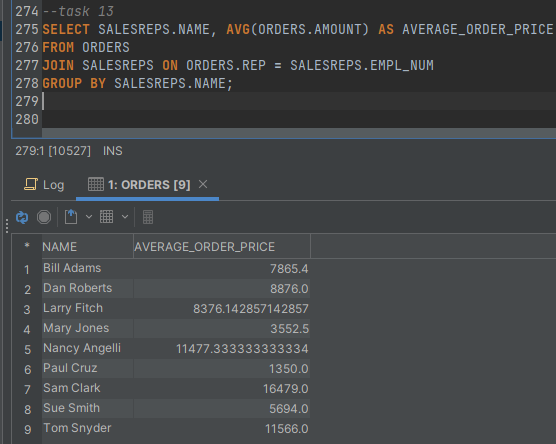 274 --task 13
275 SELECT SALESREPS.NAME, AVG(ORDERS.AMOUNT) AS AVERAGE_ORDER_PRICE
276 FROM ORDERS
277 JOIN SALESREPS ON ORDERS.REP = SALESREPS.EMPL_NUM
278 GROUP BY SALESREPS.NAME;
279
280
279:1 [10527] INS
Log 1: ORDERS [9]
* NAME AVERAGE_ORDER_PRICE
1 Bill Adams 7865.4
2 Dan Roberts 8876.0
3 Larry Fitch 8376.142857142857
4 Mary Jones 3552.5
5 Nancy Angelli 11477.333333333334
6 Paul Cruz 1350.0
7 Sam Clark 16479.0
8 Sue Smith 5694.0
9 Tom Snyder 11566.0